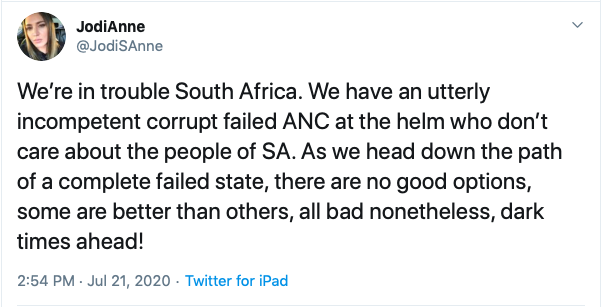 JodiAnne
@JodiSAnne
We’re in trouble South Africa. We have an utterly
incompetent corrupt failed ANC at the helm who don’t
care about the people of SA. As we head down the path
of a complete failed state, there are no good options,
some are better than others, all bad nonetheless, dark
times ahead!
2:54 PM · Jul 21, 2020 · Twitter for iPad